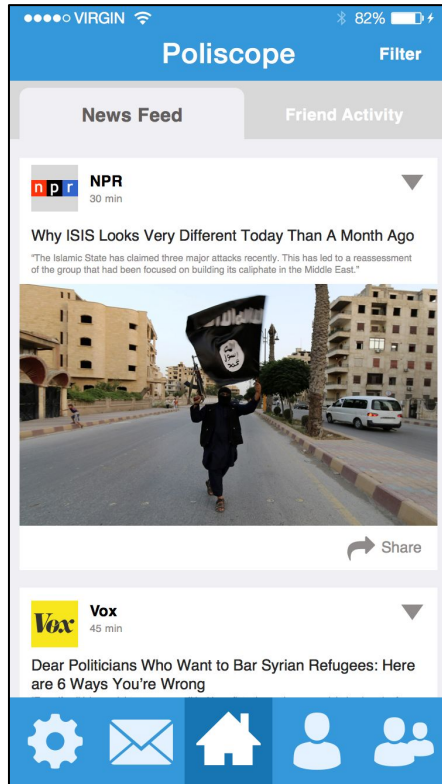 VIRGIN 82%
Poliscope Filter
News Feed Friend Activity
npr NPR
30 min
Why ISIS Looks Very Different Today Than A Month Ago
"The Islamic State has claimed three major attacks recently. This has led to a reassessment
of the group that had been focused on building its caliphate in the Middle East."
Share
Vox Vox
45 min
Dear Politicians Who Want to Bar Syrian Refugees: Here
are 6 Ways You're Wrong